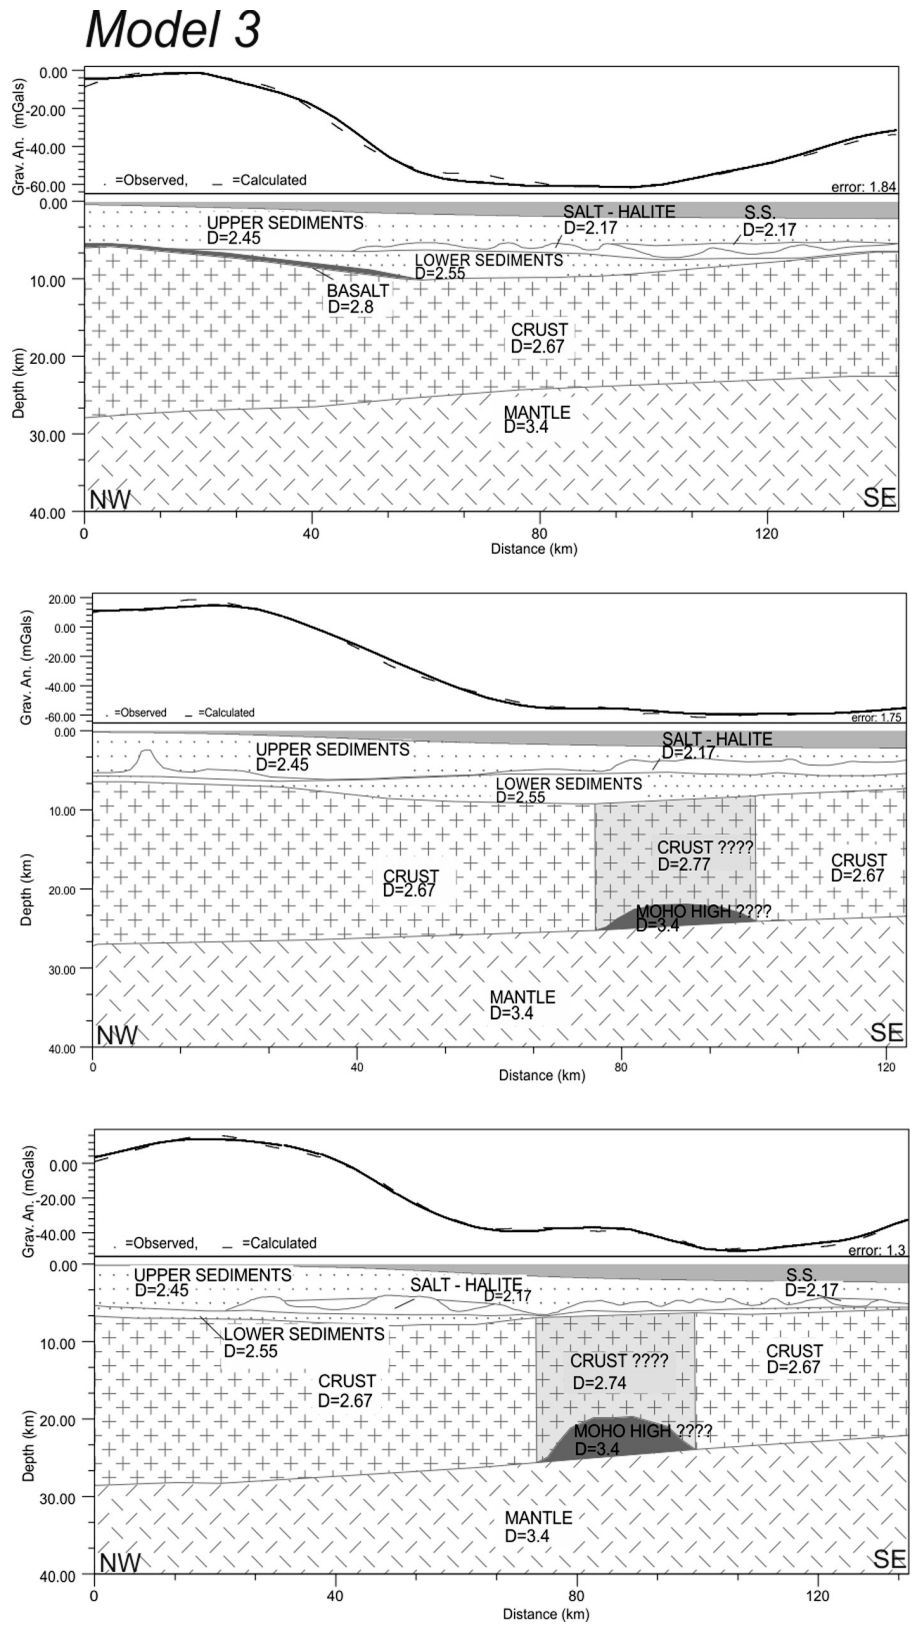 Model 3
Grav. An. (mGals)
0.00
-20.00
-40.00
-60.00
. =Observed, _ =Calculated
error: 1.84
0.00
10.00
20.00
30.00
40.00
Depth (km)
UPPER SEDIMENTS
D=2.45
SALT - HALITE
D=2.17
S.S.
D=2.17
LOWER SEDIMENTS
D=2.55
BASALT
D=2.8
CRUST
D=2.67
MANTLE
D=3.4
NW
SE
0 40 80 120
Distance (km)
Grav. An. (mGals)
20.00
0.00
-20.00
-40.00
-60.00
. =Observed _ =Calculated
error: 1.75
0.00
10.00
20.00
30.00
40.00
Depth (km)
UPPER SEDIMENTS
D=2.45
SALT - HALITE
D=2.17
LOWER SEDIMENTS
D=2.55
CRUST
D=2.67
CRUST ????
D=2.77
CRUST
D=2.67
MOHO HIGH ????
D=3.4
MANTLE
D=3.4
NW
SE
0 40 80 120
Distance (km)
Grav. An. (mGals)
0.00
-20.00
-40.00
. =Observed, _ =Calculated
error: 1.3
0.00
10.00
20.00
30.00
40.00
Depth (km)
UPPER SEDIMENTS
D=2.45
SALT - HALITE
D=2.17
S.S.
D=2.17
LOWER SEDIMENTS
D=2.55
CRUST
D=2.67
CRUST ????
D=2.74
CRUST
D=2.67
MOHO HIGH ????
D=3.4
MANTLE
D=3.4
NW
SE
0 40 80 120
Distance (km)